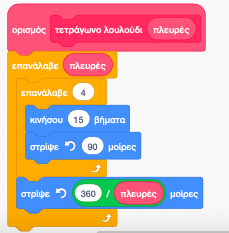 ορισμός τετράγωνο λουλούδι πλευρές
επανάλαβε πλευρές
επανάλαβε 4
κινήσου 15 βήματα
στρίψε 90 μοίρες
στρίψε 360 / πλευρές μοίρες